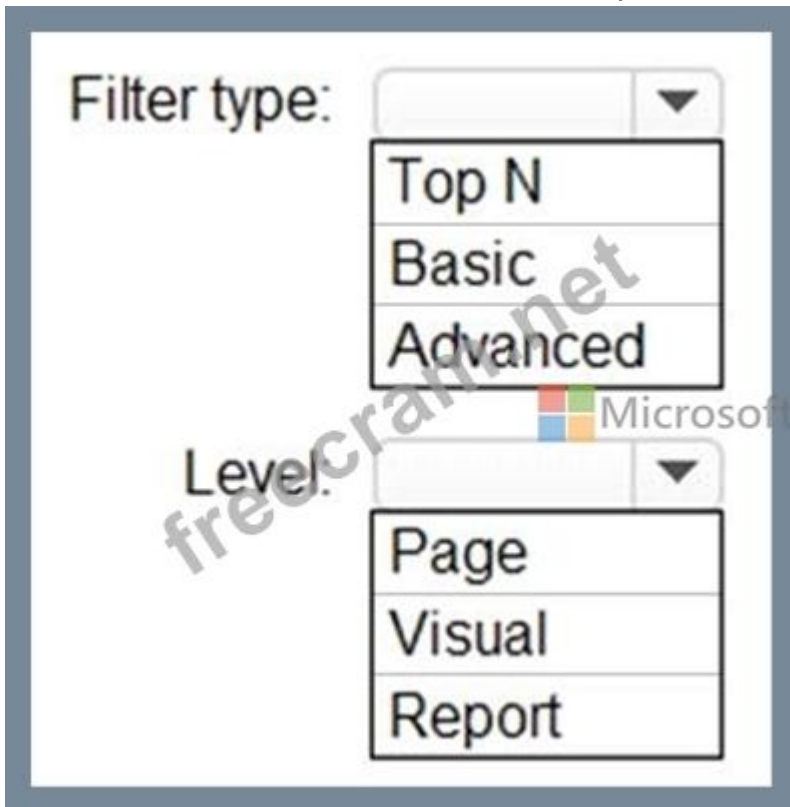 Filter type:
Top N
Basic
Advanced
Microsoft
freecram.net
Level:
Page
Visual
Report